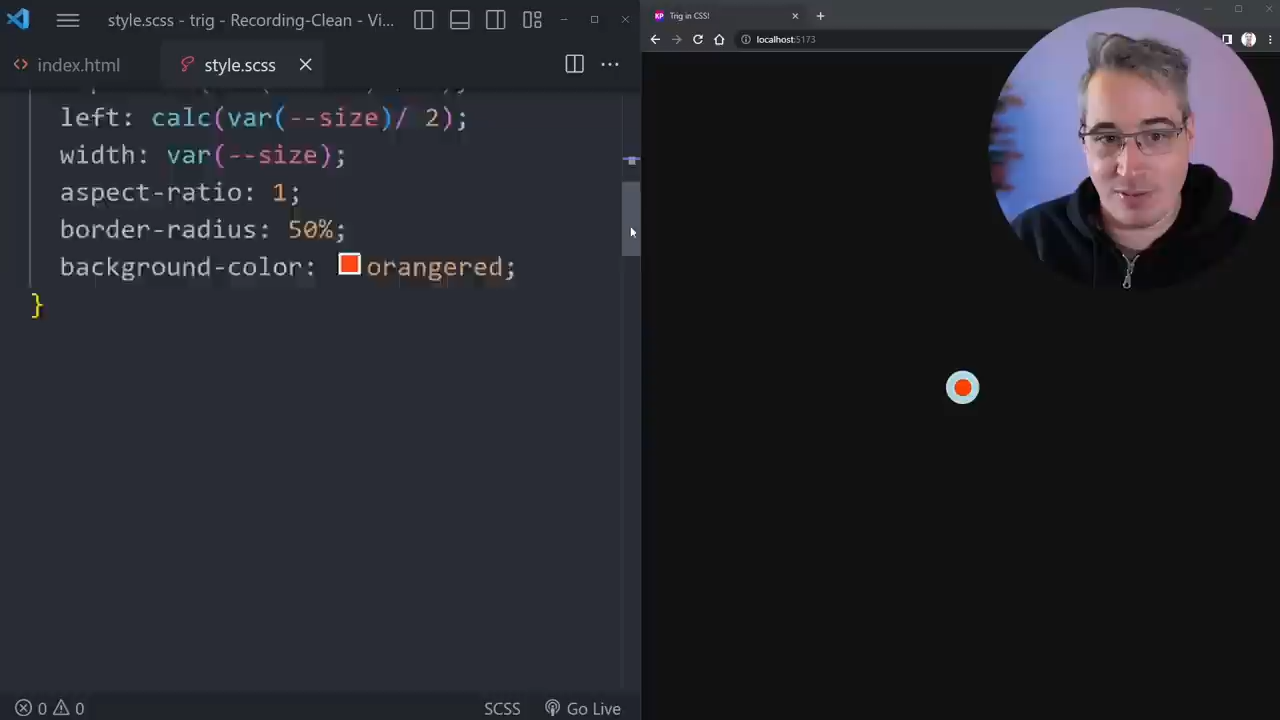 style.scss - trig - Recording-Clean - Vi...
index.html
style.scss
left: calc(var(--size)/ 2);
width: var(--size);
aspect-ratio: 1;
border-radius: 50%;
background-color: orangered;
}
0 0
SCSS
Go Live
KP
Trig in CSS!
localhost:5173